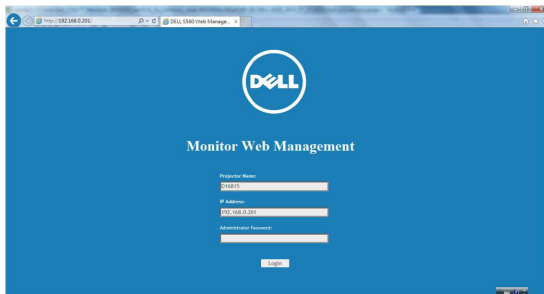 http://192.168.0.201/
DELL S560 Web Manage...
DELL
Monitor Web Management
Projector Name:
D16815
IP Address:
192.168.0.201
Administrator Password:
Login